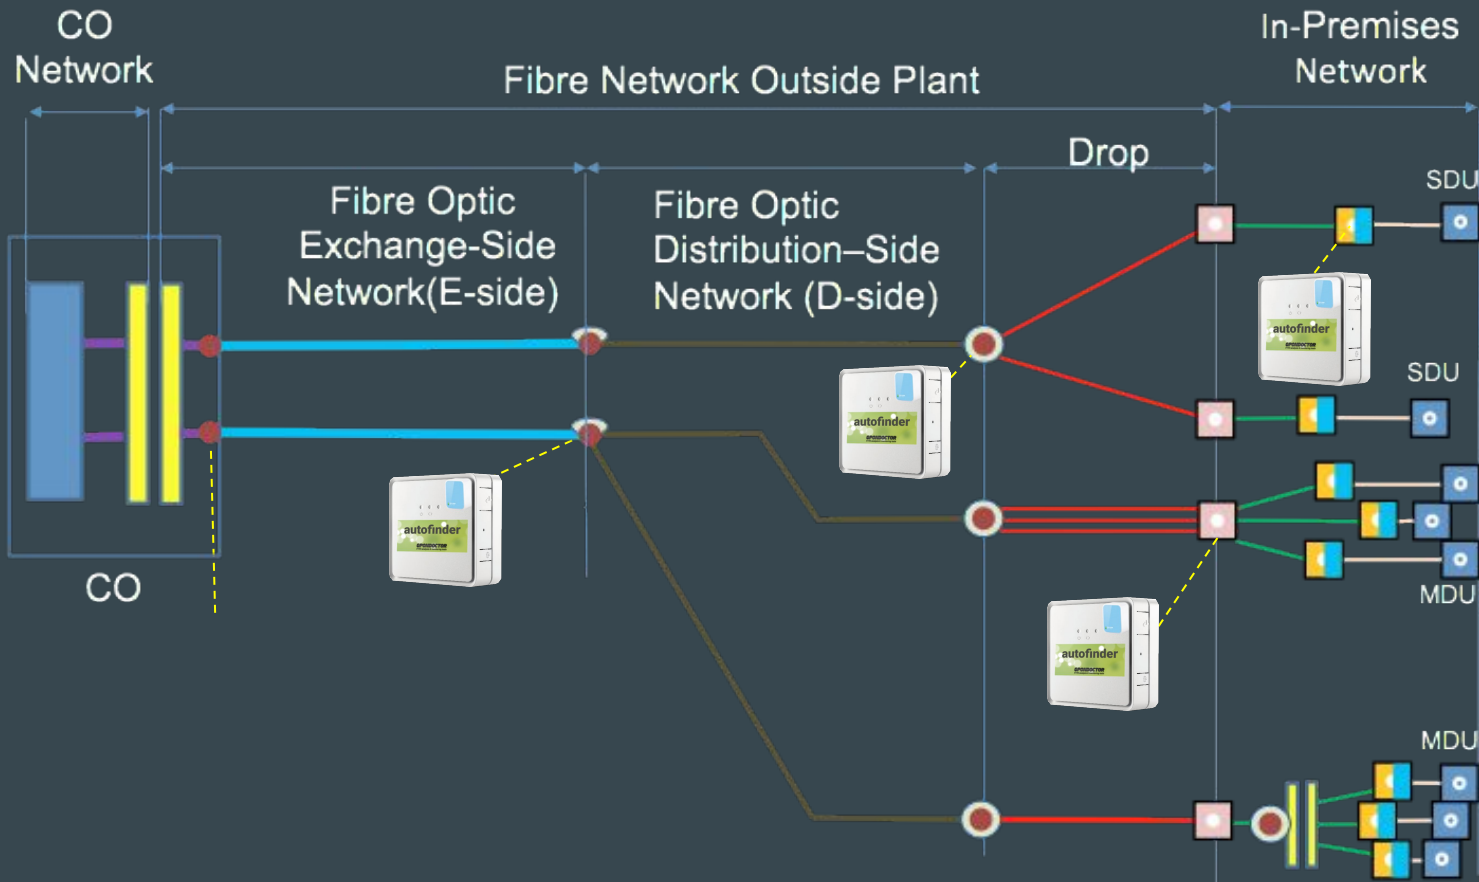 CO
Network
Fibre Network Outside Plant
In-Premises
Network
Drop
Fibre Optic
Exchange-Side
Network(E-side)
Fibre Optic
Distribution–Side
Network (D-side)
SDU
autofinder
SDU
autofinder
autofinder
CO
MDU
autofinder
MDU